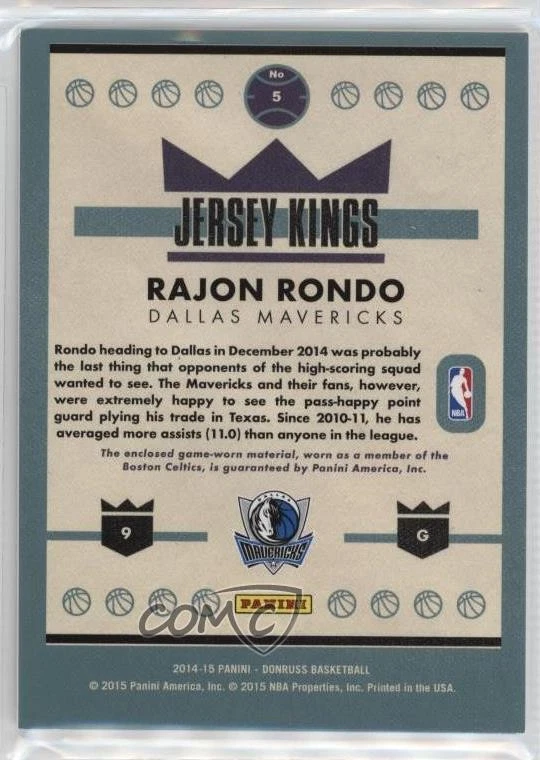 No
5
JERSEY KINGS
RAJON RONDO
DALLAS MAVERICKS
Rondo heading to Dallas in December 2014 was probably
the last thing that opponents of the high-scoring squad
wanted to see. The Mavericks and their fans, however,
were extremely happy to see the pass-happy point
guard plying his trade in Texas. Since 2010-11, he has
averaged more assists (11.0) than anyone in the league.
NBA
The enclosed game-worn material, worn as a member of the
Boston Celtics, is guaranteed by Panini America, Inc.
9
DALLAS
MAVERICKS
G
PANINI
COMC
2014-15 PANINI - DONRUSS BASKETBALL
© 2015 Panini America, Inc. © 2015 NBA Properties, Inc. Printed in the USA.